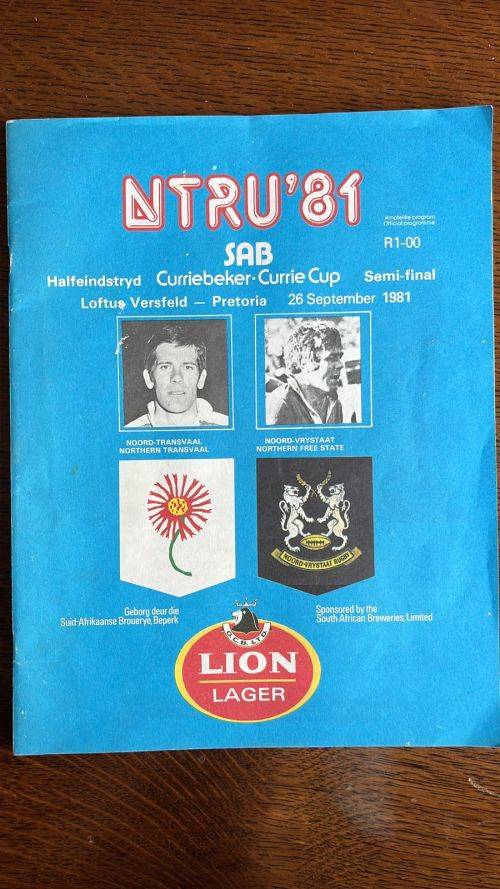 NTRU'81
Amptelike program
Official programme
R1-00
SAB
Halfeindstryd Curriebeker-Currie Cup Semi-final
Loftus Versfeld — Pretoria 26 September 1981
NOORD-TRANSVAAL
NORTHERN TRANSVAAL
NOORD-VRYSTAAT
NORTHERN FREE STATE
NOORD-VRYSTAAT RUGBY
Geborg deur die
Suid-Afrikaanse Brouerye, Beperk
Sponsored by the
South African Breweries, Limited
O.C.B. LTD
LION
LAGER